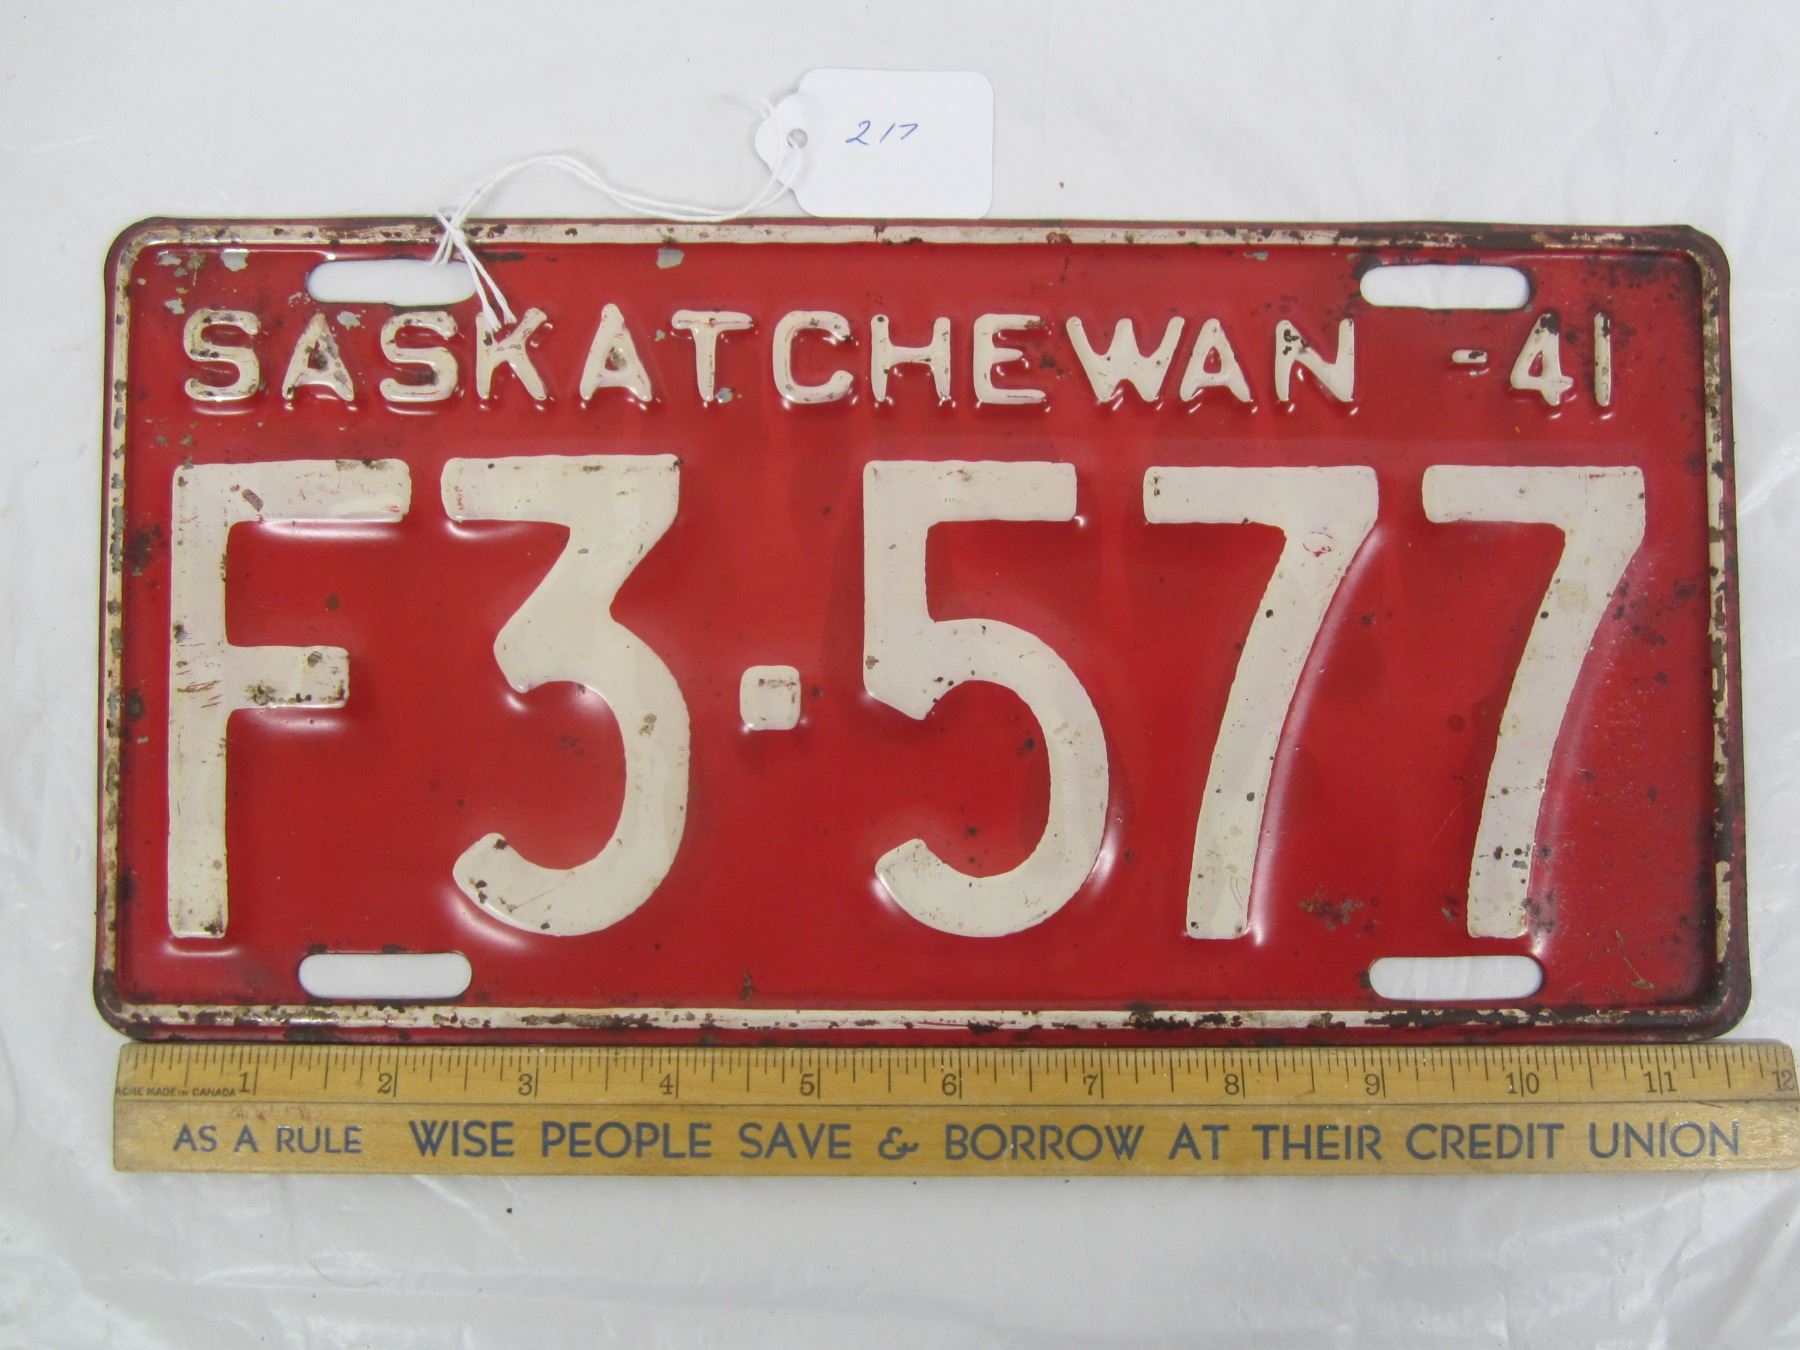 217
SASKATCHEWAN -41
F3-577
1 2 3 4 5 6 7 8 9 10 11 12
ACME MADE IN CANADA
AS A RULE WISE PEOPLE SAVE & BORROW AT THEIR CREDIT UNION